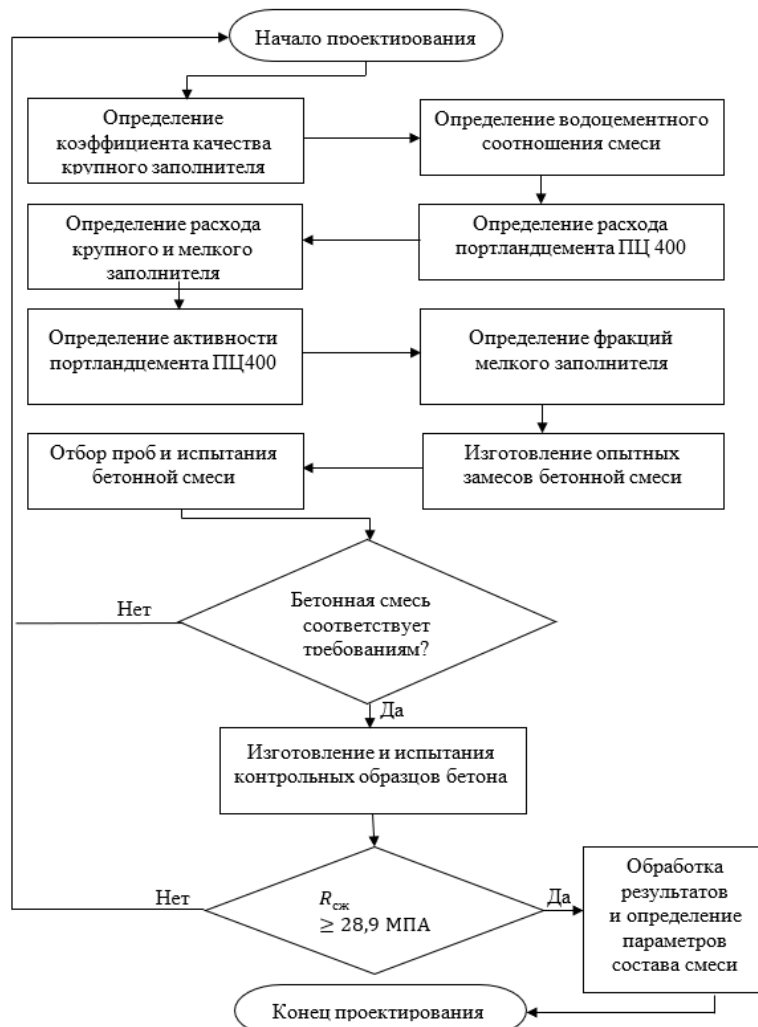 Начало проектирования
Определение
коэффициента качества
крупного заполнителя
Определение водоцементного
соотношения смеси
Определение расхода
крупного и мелкого
заполнителя
Определение расхода
портландцемента ПЦ 400
Определение активности
портландцемента ПЦ400
Определение фракций
мелкого заполнителя
Отбор проб и испытания
бетонной смеси
Изготовление опытных
замесов бетонной смеси
Нет
Бетонная смесь
соответствует
требованиям?
Да
Изготовление и испытания
контрольных образцов бетона
Нет
Rсж
≥ 28,9 МПА
Да
Обработка
результатов
и определение
параметров
состава смеси
Конец проектирования